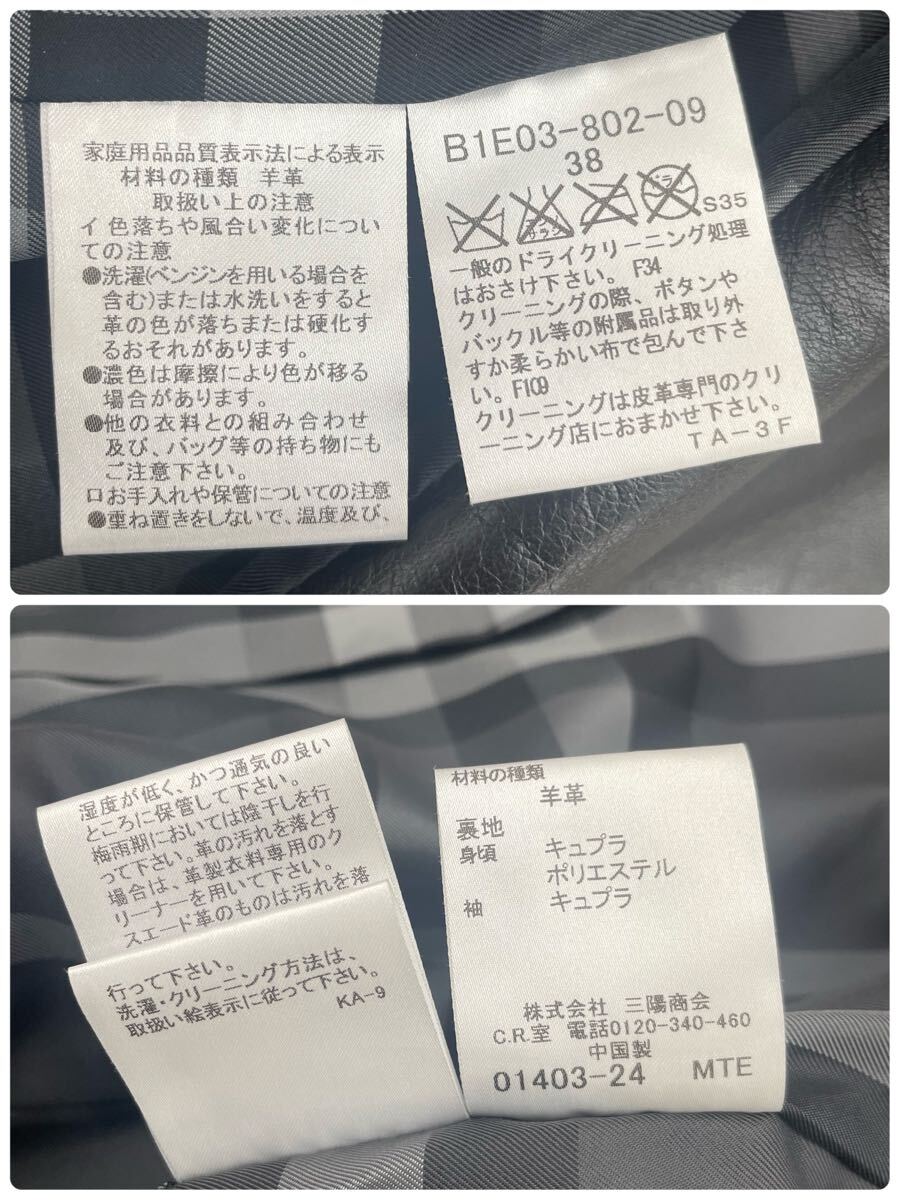 家庭用品品質表示法による表示
材料の種類 羊革
取扱い上の注意
イ色落ちや風合い変化につい
ての注意
●洗濯(ベンジンを用いる場合を
含む)または水洗いをすると
革の色が落ちまたは硬化す
るおそれがあります。
●濃色は摩擦により色が移る
場合があります。
●他の衣料との組み合わせ
及び、バッグ等の持ち物にも
ご注意下さい。
ロお手入れや保管についての注意
●重ね置きをしないで、温度及び、
B1E03-802-09
38
エンソ
ドラ
S35
一般のドライクリーニング処理
はおさけ下さい。 F34
クリーニングの際、ボタンや
バックル等の附属品は取り外
すか柔らかい布で包んで下さ
い。F109
クリーニングは皮革専門のクリ
ーニング店におまかせ下さい。
TA-3F
湿度が低く、かつ通気の良い
ところに保管して下さい。
梅雨期においては陰干しを行
って下さい。革の汚れを落とす
場合は、革製衣料専用のク
リーナーを用いて下さい。
スエード革のものは汚れを落
行って下さい。
洗濯・クリーニング方法は、
取扱い絵表示に従って下さい。
KA-9
材料の種類
羊革
裏地
身頃 キュプラ
ポリエステル
袖 キュプラ
株式会社 三陽商会
C.R.室 電話0120-340-460
中国製
01403-24 MTE